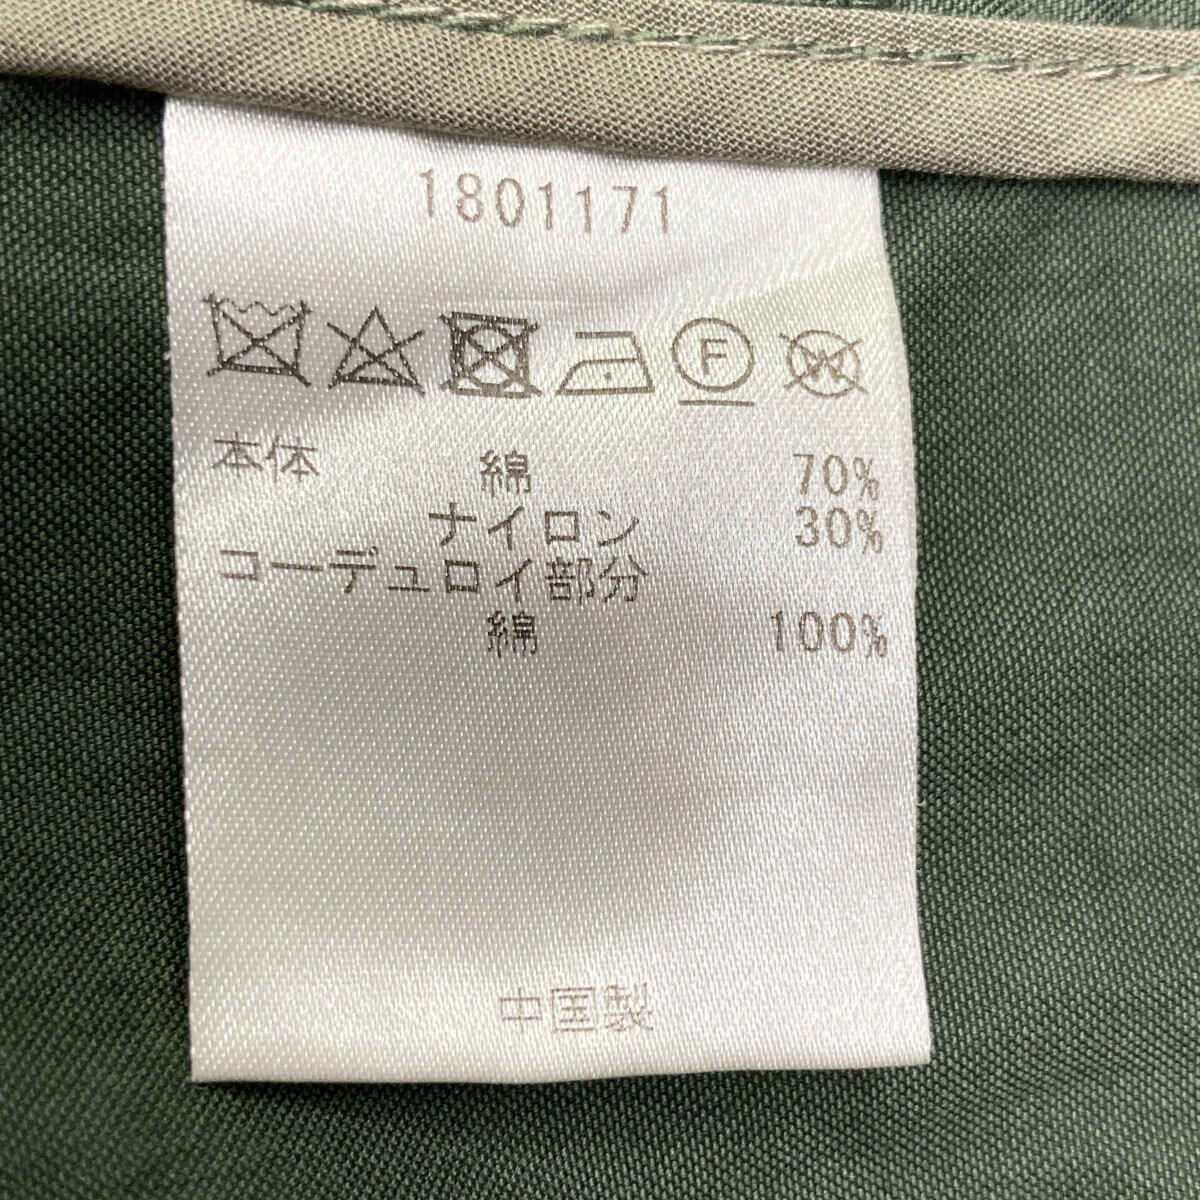 1801171
F W
本体 綿 70%
ナイロン 30%
コーデュロイ部分
綿 100%
中国製